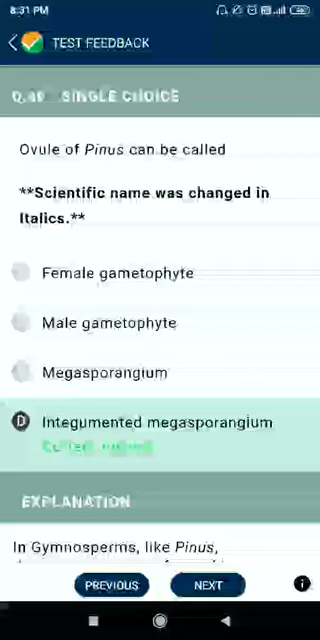 8:31 PM
TEST FEEDBACK
SINGLE CHOICE
Ovule of Pinus can be called
**Scientific name was changed in
Italics.**
Female gametophyte
Male gametophyte
Megasporangium
D Integumented megasporangium
EXPLANATION
In Gymnosperms, like Pinus,
PREVIOUS
NEXT